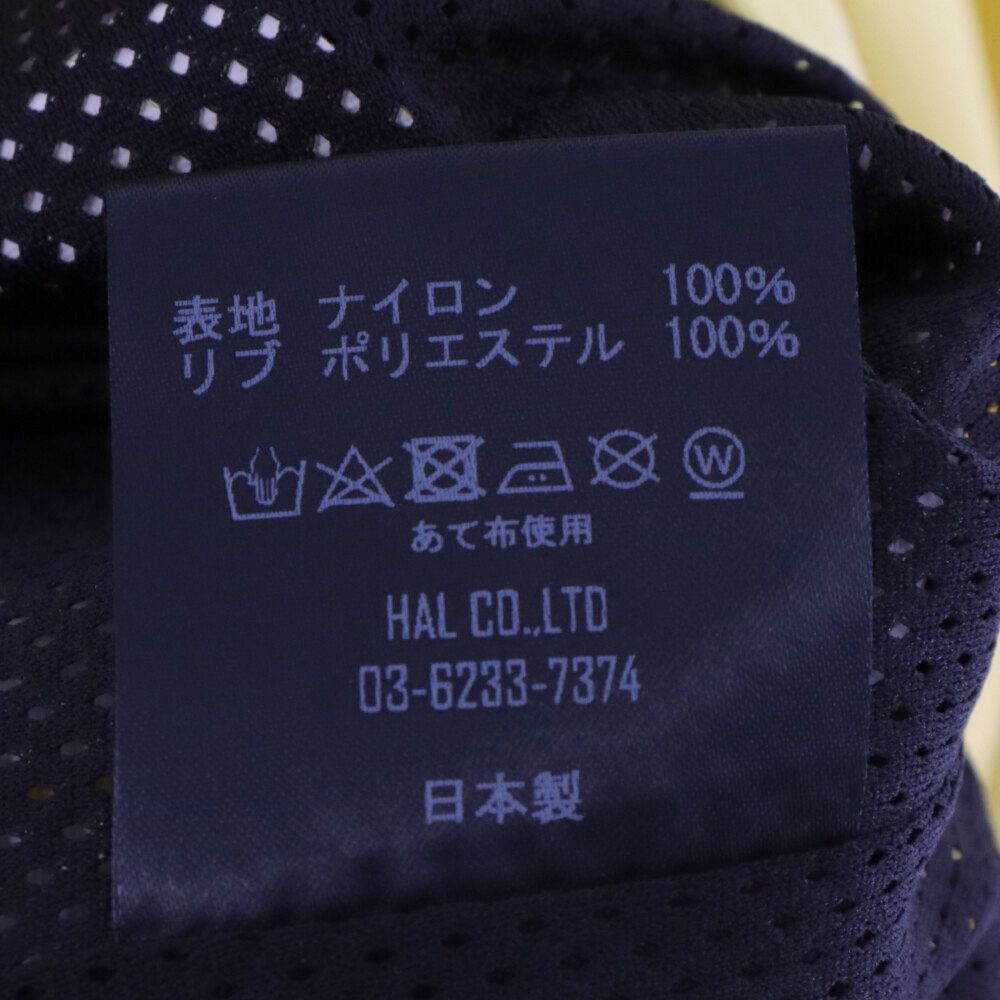 表地 ナイロン 100%
リブ ポリエステル 100%
W
あて布使用
HAL CO.,LTD
03-6233-7374
日本製